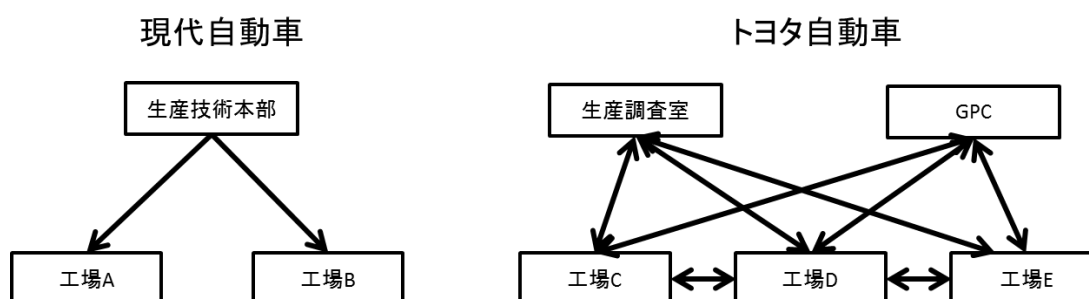 現代自動車
トヨタ自動車
生産技術本部
生産調査室
GPC
工場A
工場B
工場C
工場D
工場E